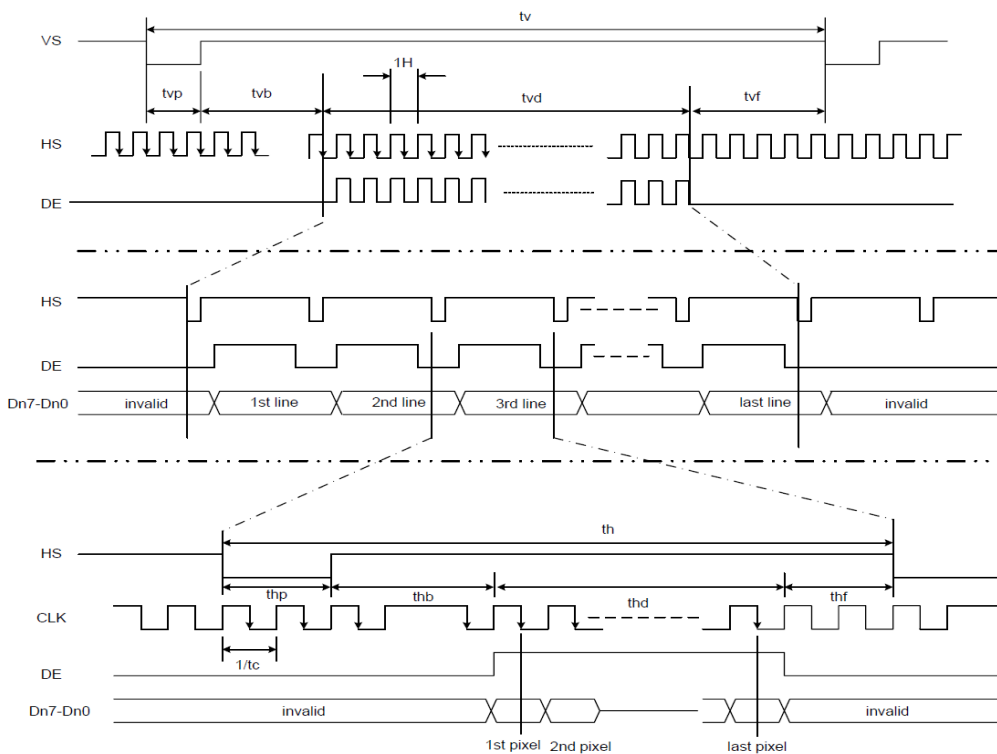 tv
VS
1H
tvp
tvb
tvd
tvf
HS
DE
HS
DE
Dn7-Dn0 invalid 1st line 2nd line 3rd line last line invalid
th
HS
thp thb thd thf
CLK
1/tc
DE
Dn7-Dn0 invalid invalid
1st pixel 2nd pixel last pixel